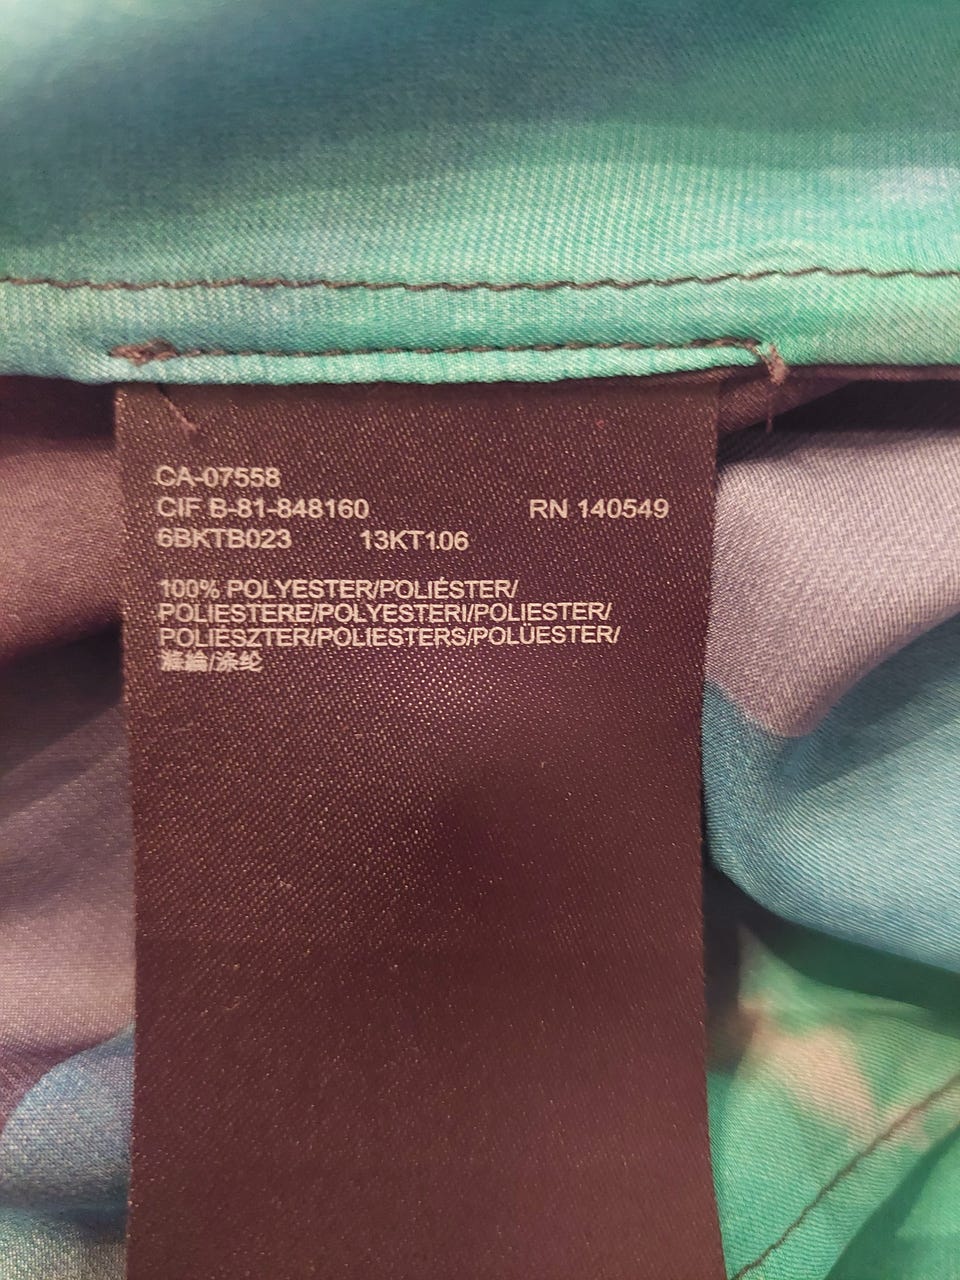 CA-07558
CIF B-81-848160 RN 140549
6BKTB023 13KT1.06
100% POLYESTER/POLIÉSTER/
POLIESTERE/POLYESTERI/POLIESTER/
POLIESZTER/POLIESTERS/POLÜESTER/
滌綸/涤纶